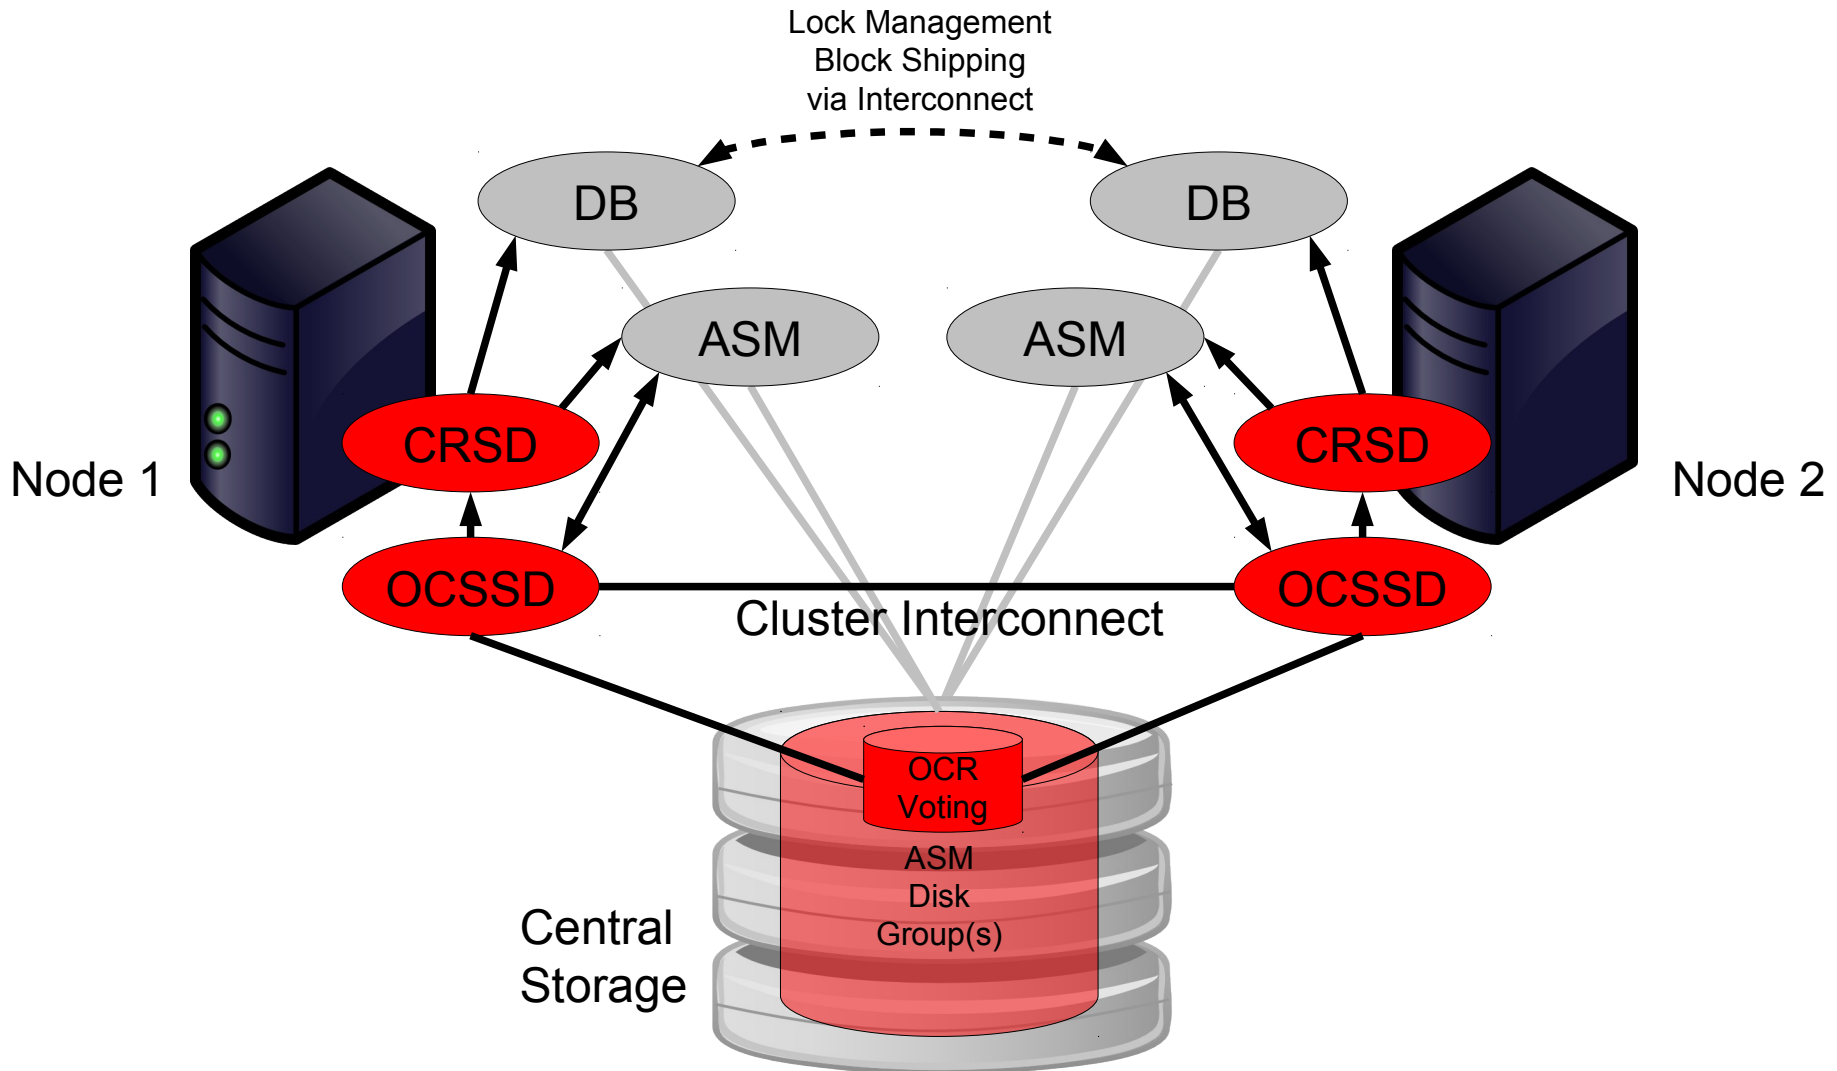 Lock Management
Block Shipping
via Interconnect
DB
DB
ASM
ASM
CRSD
CRSD
Node 1
Node 2
OCSSD
OCSSD
Cluster Interconnect
OCR
Voting
ASM
Disk
Group(s)
Central
Storage